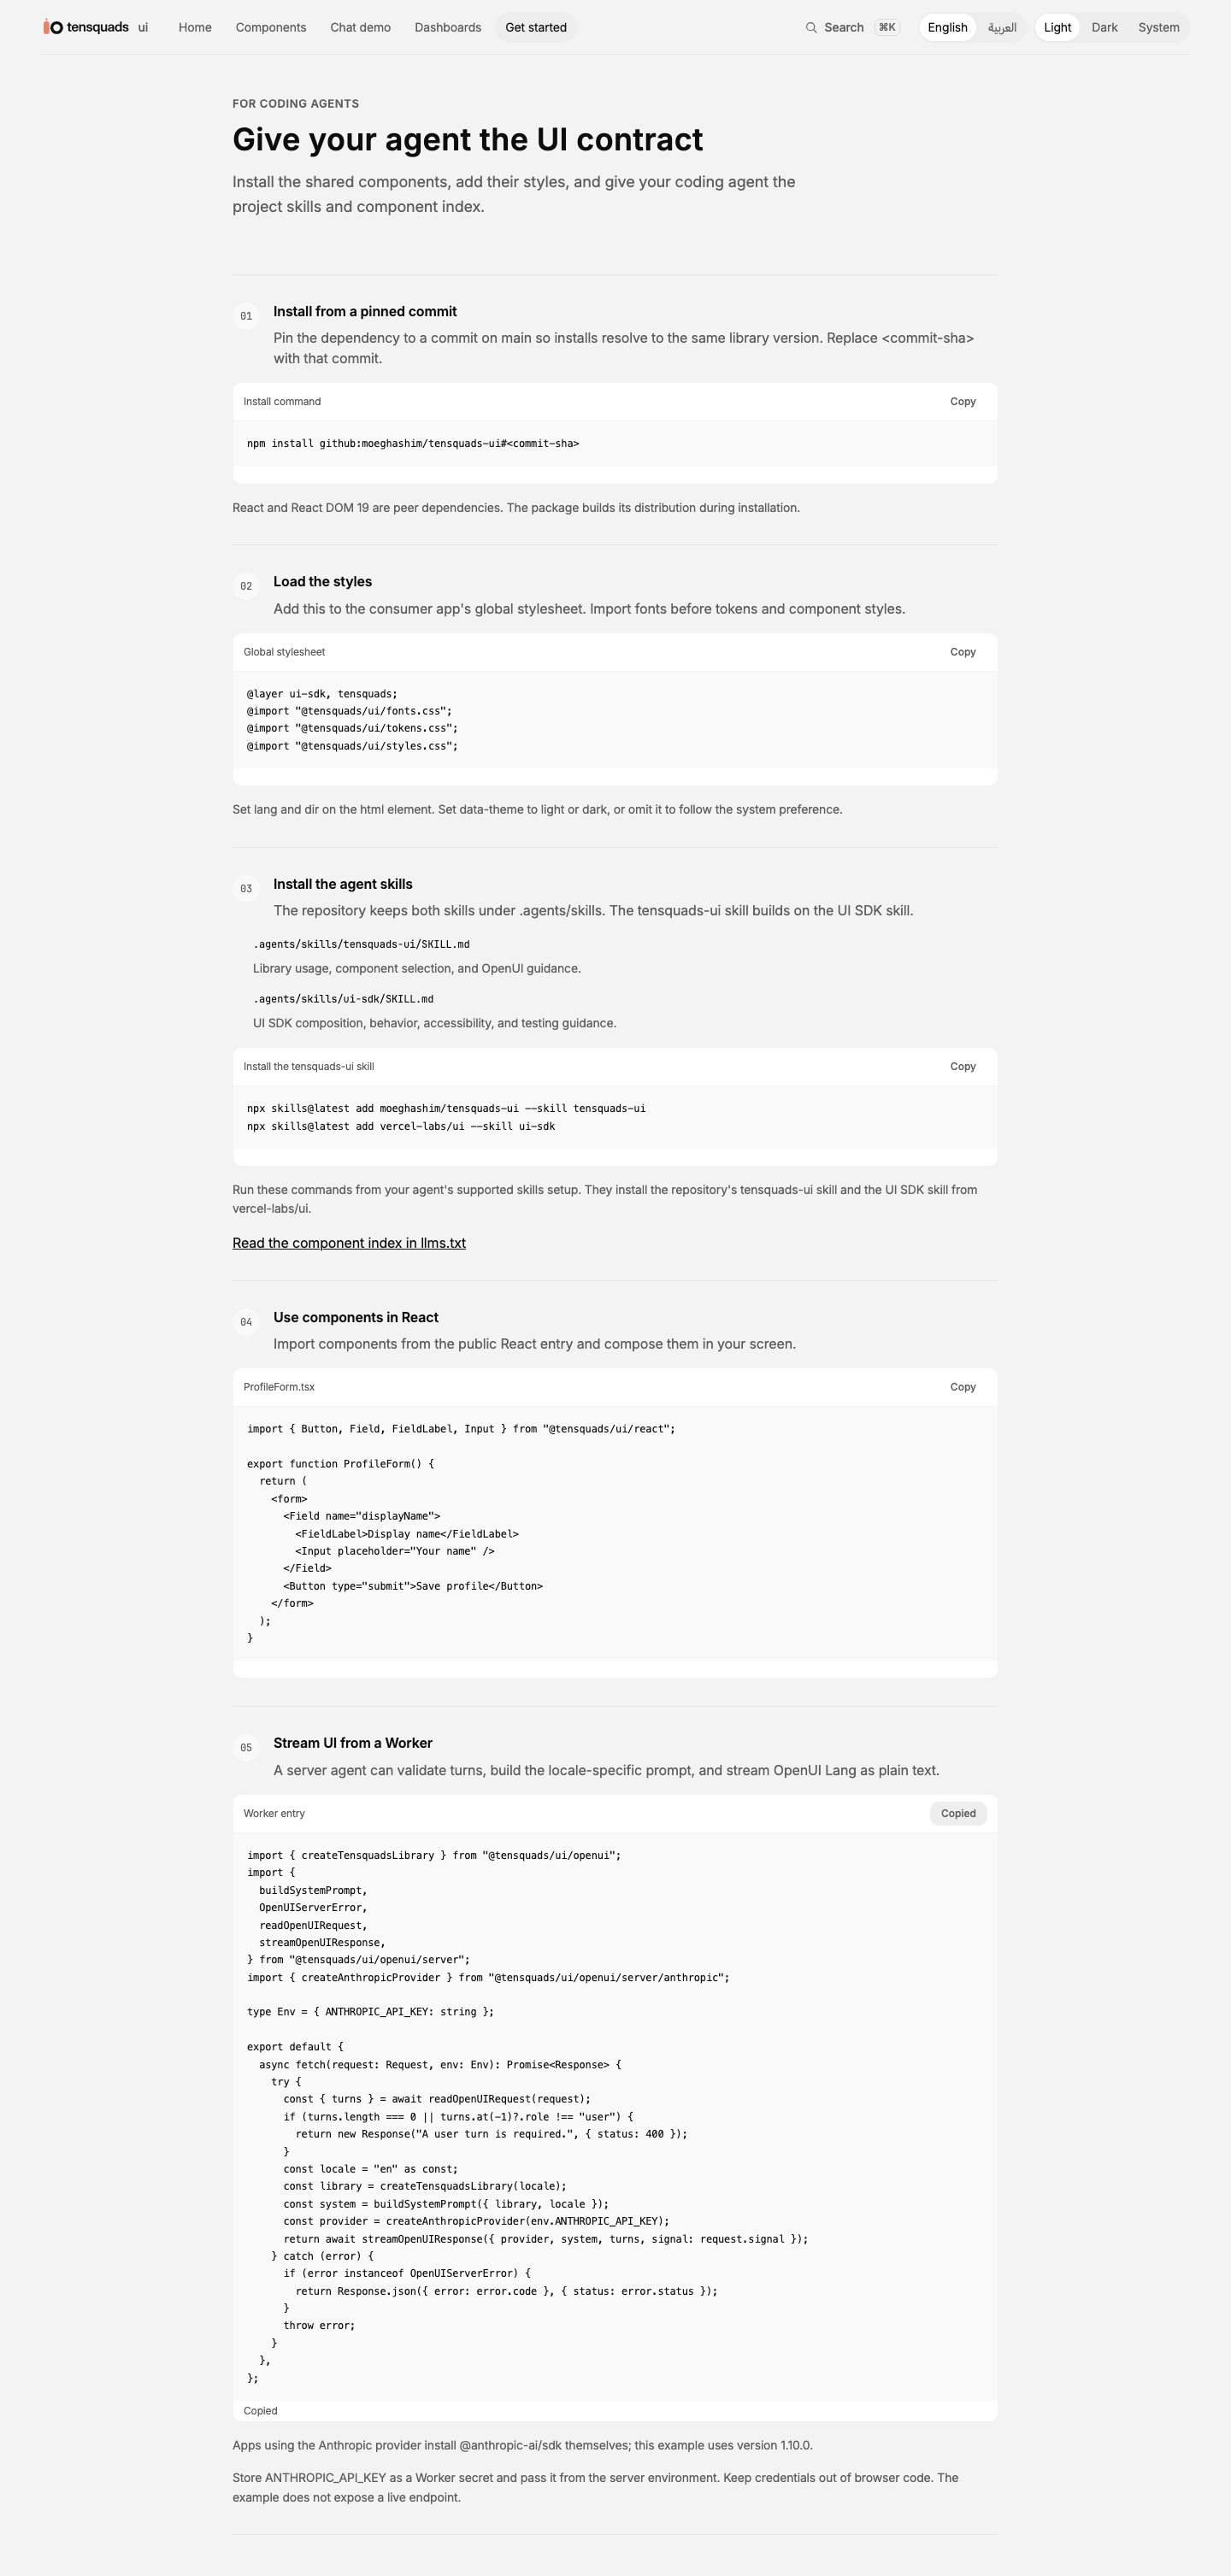 tensquads ui Home Components Chat demo Dashboards Get started Search ⌘K English العربية Light Dark System
FOR CODING AGENTS
Give your agent the UI contract
Install the shared components, add their styles, and give your coding agent the
project skills and component index.
01 Install from a pinned commit
Pin the dependency to a commit on main so installs resolve to the same library version. Replace <commit-sha>
with that commit.
Install command Copy
npm install github:moeghashim/tensquads-ui#<commit-sha>
React and React DOM 19 are peer dependencies. The package builds its distribution during installation.
02 Load the styles
Add this to the consumer app's global stylesheet. Import fonts before tokens and component styles.
Global stylesheet Copy
@layer ui-sdk, tensquads;
@import "@tensquads/ui/fonts.css";
@import "@tensquads/ui/tokens.css";
@import "@tensquads/ui/styles.css";
Set lang and dir on the html element. Set data-theme to light or dark, or omit it to follow the system preference.
03 Install the agent skills
The repository keeps both skills under .agents/skills. The tensquads-ui skill builds on the UI SDK skill.
.agents/skills/tensquads-ui/SKILL.md
Library usage, component selection, and OpenUI guidance.
.agents/skills/ui-sdk/SKILL.md
UI SDK composition, behavior, accessibility, and testing guidance.
Install the tensquads-ui skill Copy
npx skills@latest add moeghashim/tensquads-ui --skill tensquads-ui
npx skills@latest add vercel-labs/ui --skill ui-sdk
Run these commands from your agent's supported skills setup. They install the repository's tensquads-ui skill and the UI SDK skill from
vercel-labs/ui.
Read the component index in llms.txt
04 Use components in React
Import components from the public React entry and compose them in your screen.
ProfileForm.tsx Copy
import { Button, Field, FieldLabel, Input } from "@tensquads/ui/react";
export function ProfileForm() {
  return (
    <form>
      <Field name="displayName">
        <FieldLabel>Display name</FieldLabel>
        <Input placeholder="Your name" />
      </Field>
      <Button type="submit">Save profile</Button>
    </form>
  );
}
05 Stream UI from a Worker
A server agent can validate turns, build the locale-specific prompt, and stream OpenUI Lang as plain text.
Worker entry Copied
import { createTensquadsLibrary } from "@tensquads/ui/openui";
import {
  buildSystemPrompt,
  OpenUIServerError,
  readOpenUIRequest,
  streamOpenUIResponse,
} from "@tensquads/ui/openui/server";
import { createAnthropicProvider } from "@tensquads/ui/openui/server/anthropic";
type Env = { ANTHROPIC_API_KEY: string };
export default {
  async fetch(request: Request, env: Env): Promise<Response> {
    try {
      const { turns } = await readOpenUIRequest(request);
      if (turns.length === 0 || turns.at(-1)?.role !== "user") {
        return new Response("A user turn is required.", { status: 400 });
      }
      const locale = "en" as const;
      const library = createTensquadsLibrary(locale);
      const system = buildSystemPrompt({ library, locale });
      const provider = createAnthropicProvider(env.ANTHROPIC_API_KEY);
      return await streamOpenUIResponse({ provider, system, turns, signal: request.signal });
    } catch (error) {
      if (error instanceof OpenUIServerError) {
        return Response.json({ error: error.code }, { status: error.status });
      }
      throw error;
    }
  },
};
Copied
Apps using the Anthropic provider install @anthropic-ai/sdk themselves; this example uses version 1.10.0.
Store ANTHROPIC_API_KEY as a Worker secret and pass it from the server environment. Keep credentials out of browser code. The
example does not expose a live endpoint.